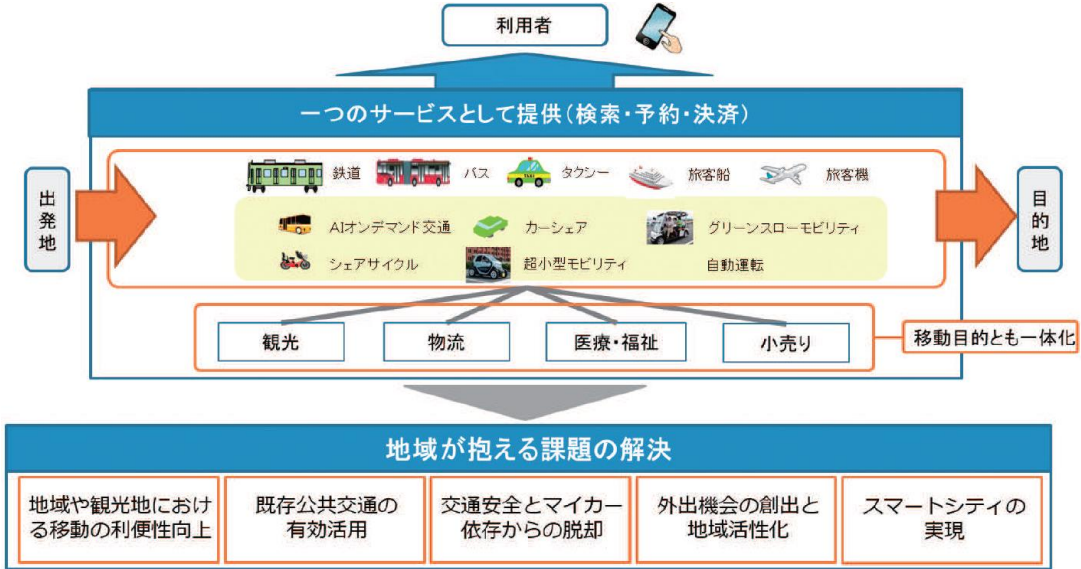 利用者
一つのサービスとして提供(検索・予約・決済)
出発地
鉄道 バス タクシー 旅客船 旅客機
TAXI
AIオンデマンド交通 カーシェア グリーンスローモビリティ
シェアサイクル 超小型モビリティ 自動運転
目的地
観光 物流 医療・福祉 小売り
移動目的とも一体化
地域が抱える課題の解決
地域や観光地におけ
る移動の利便性向上
既存公共交通の
有効活用
交通安全とマイカー
依存からの脱却
外出機会の創出と
地域活性化
スマートシティの
実現